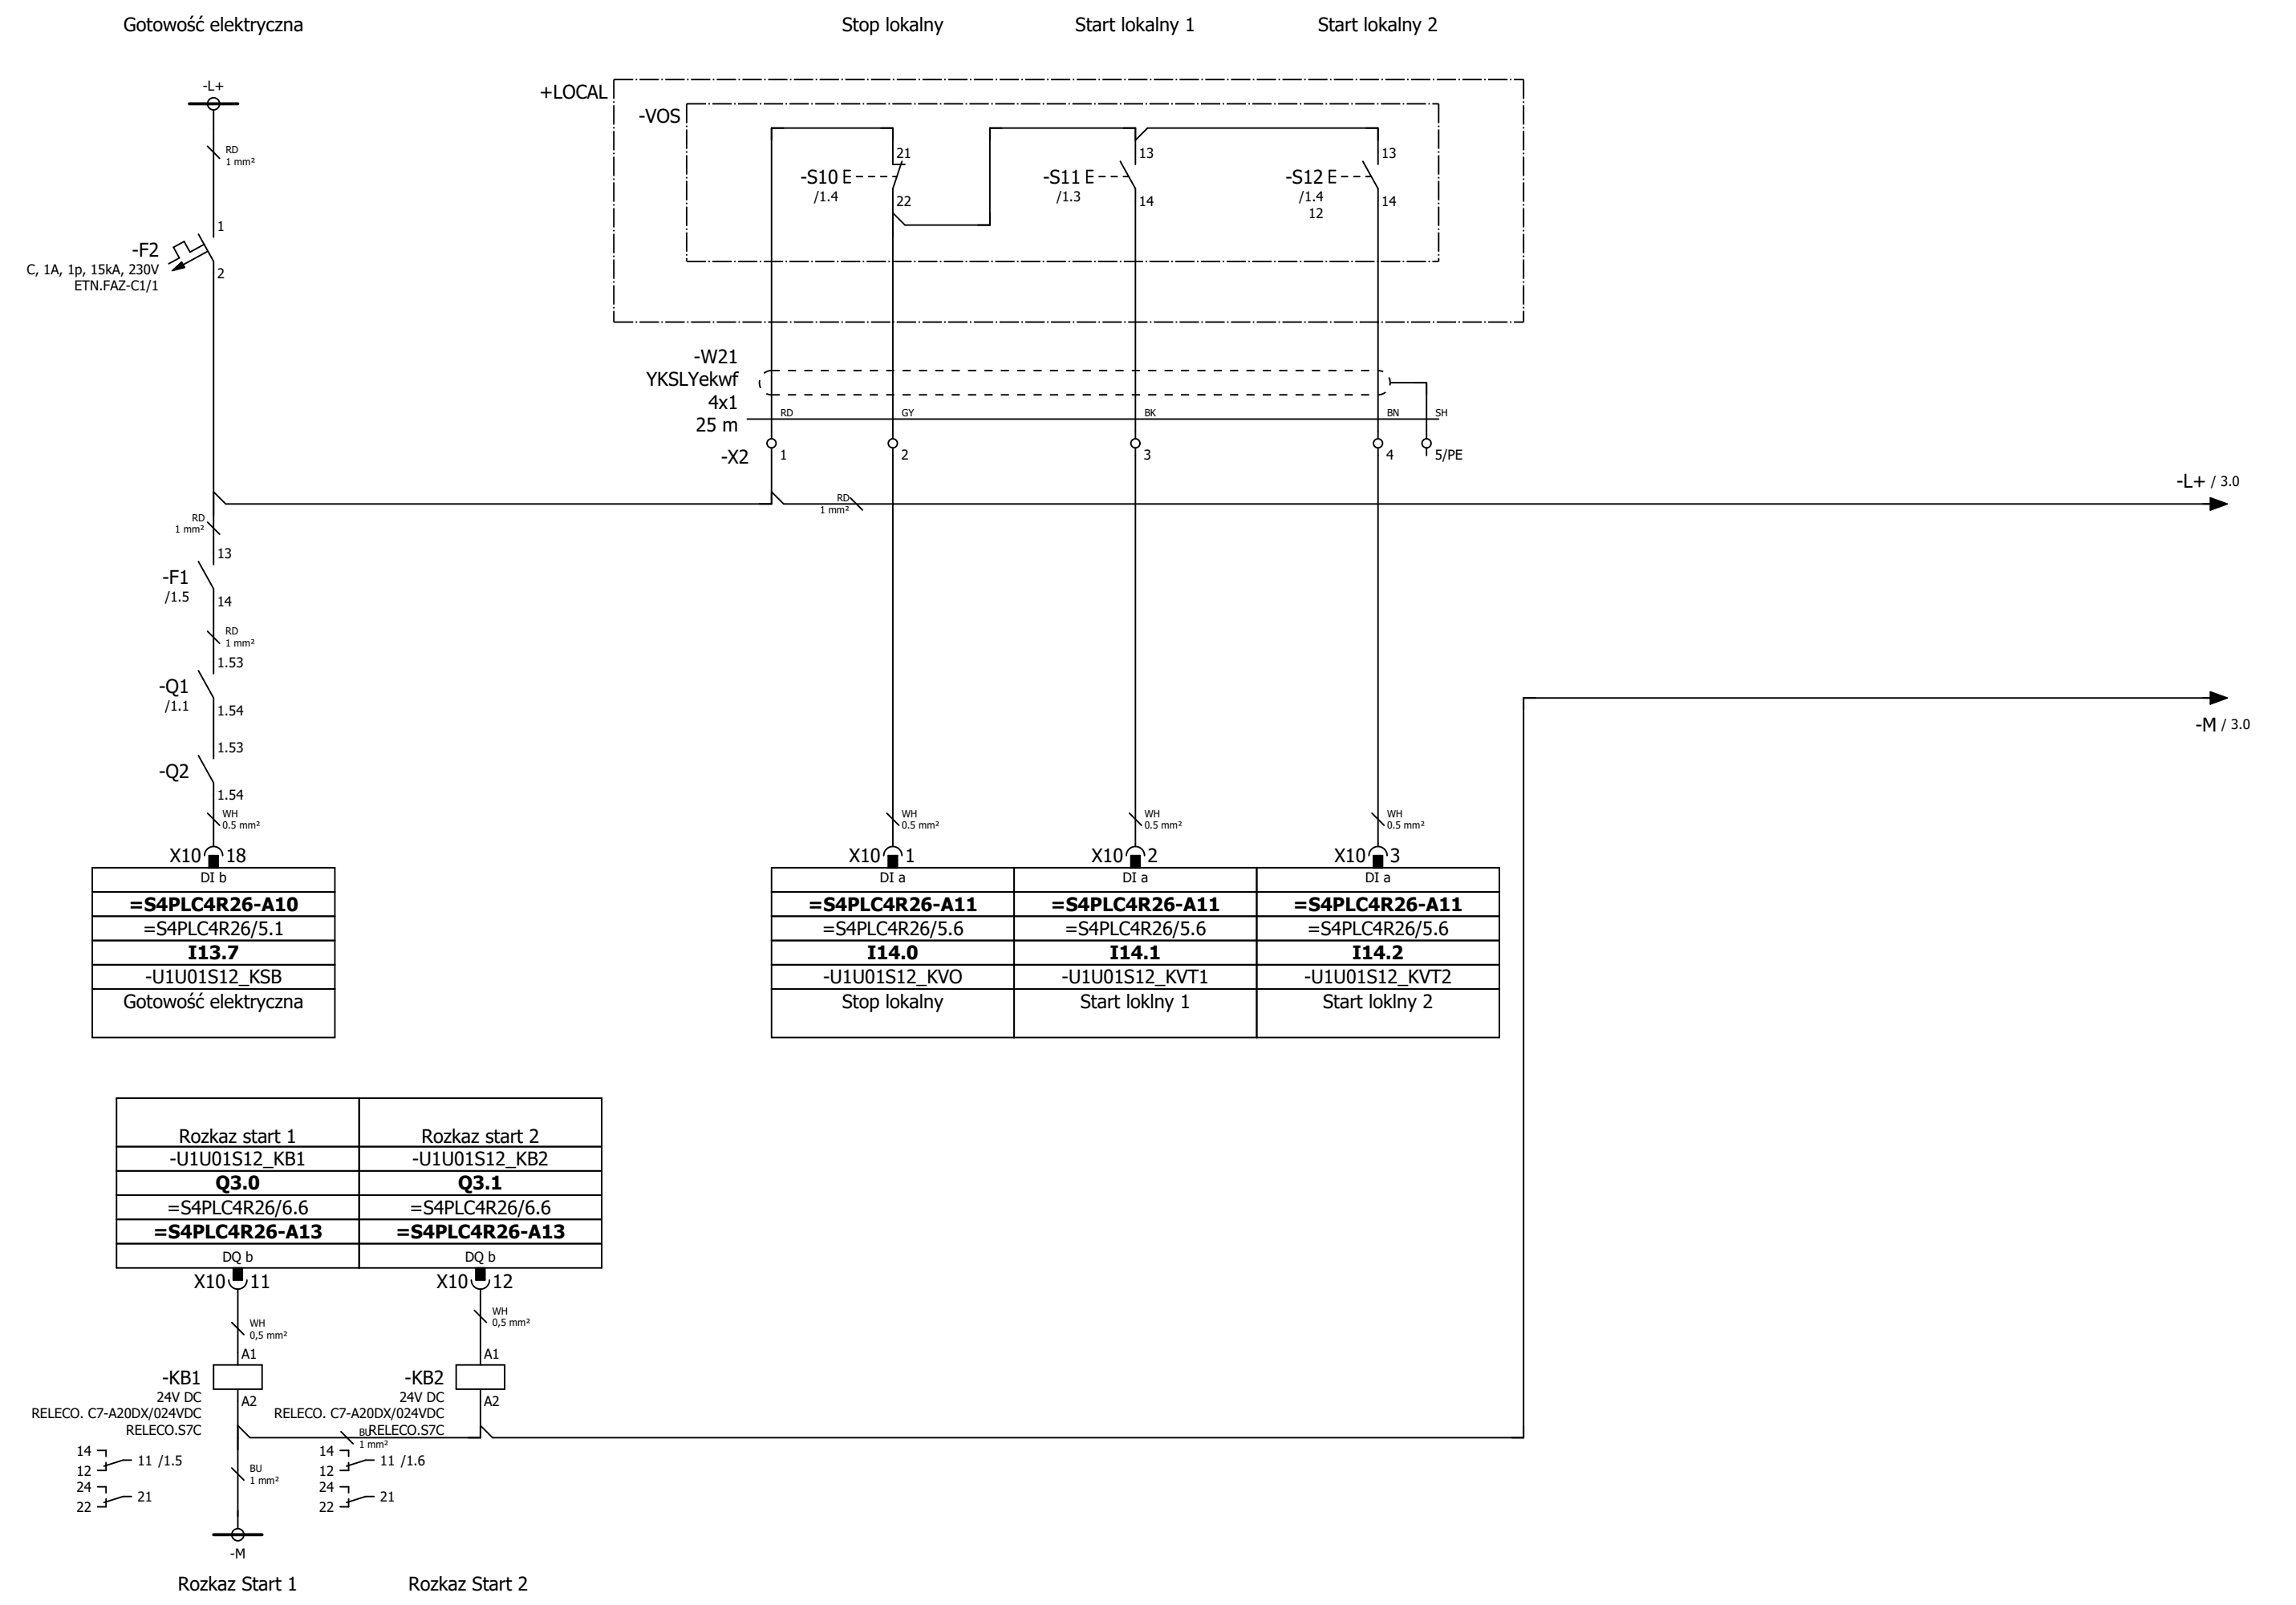 Gotowość elektryczna
Stop lokalny
Start lokalny 1
Start lokalny 2
-L+
+LOCAL
-VOS
RD
1 mm²
21
13
13
-S10 E
/1.4
-S11 E
/1.3
-S12 E
/1.4
12
22
14
14
1
-F2
C, 1A, 1p, 15kA, 230V
ETN.FAZ-C1/1
2
-W21
YKSLYekwf
4x1
25 m
RD
GY
BK
BN
SH
-X2
1
2
3
4
5/PE
-L+ / 3.0
RD
1 mm²
RD
1 mm²
13
-F1
/1.5
14
RD
1 mm²
1.53
-Q1
/1.1
1.54
-M / 3.0
1.53
-Q2
1.54
WH
0.5 mm²
WH
0.5 mm²
WH
0.5 mm²
WH
0.5 mm²
X10 18
X10 1
X10 2
X10 3
DI b
=S4PLC4R26-A10
=S4PLC4R26/5.1
I13.7
-U1U01S12_KSB
Gotowość elektryczna
DI a
=S4PLC4R26-A11
=S4PLC4R26/5.6
I14.0
-U1U01S12_KVO
Stop lokalny
DI a
=S4PLC4R26-A11
=S4PLC4R26/5.6
I14.1
-U1U01S12_KVT1
Start loklny 1
DI a
=S4PLC4R26-A11
=S4PLC4R26/5.6
I14.2
-U1U01S12_KVT2
Start loklny 2
Rozkaz start 1
-U1U01S12_KB1
Q3.0
=S4PLC4R26/6.6
=S4PLC4R26-A13
DQ b
X10 11
Rozkaz start 2
-U1U01S12_KB2
Q3.1
=S4PLC4R26/6.6
=S4PLC4R26-A13
DQ b
X10 12
WH
0,5 mm²
WH
0,5 mm²
A1
-KB1
24V DC
RELECO. C7-A20DX/024VDC
RELECO.S7C
A2
A1
-KB2
24V DC
RELECO. C7-A20DX/024VDC
RELECO.S7C
A2
BU
1 mm²
14
12
11 /1.5
24
22
21
BU
1 mm²
14
12
11 /1.6
24
22
21
-M
Rozkaz Start 1
Rozkaz Start 2